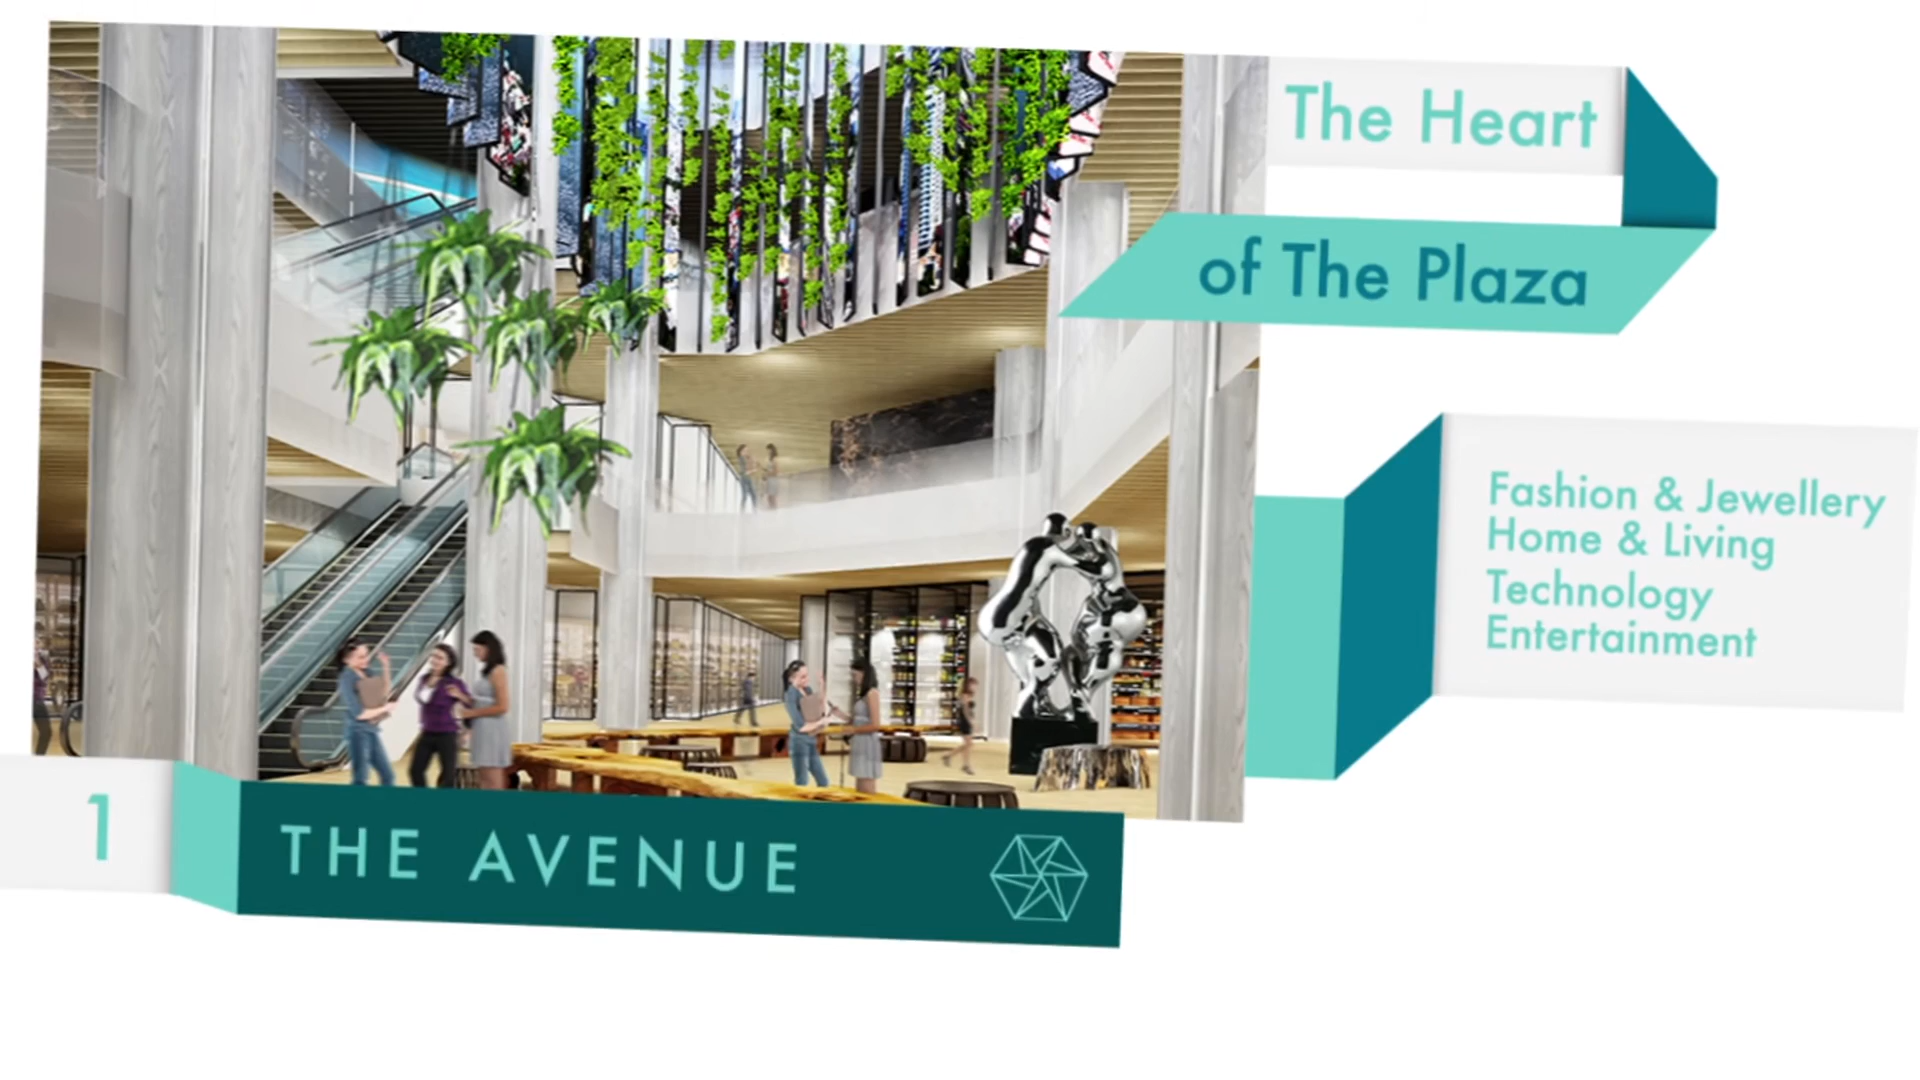 The Heart
of The Plaza
Fashion & Jewellery
Home & Living
Technology
Entertainment
1
THE AVENUE